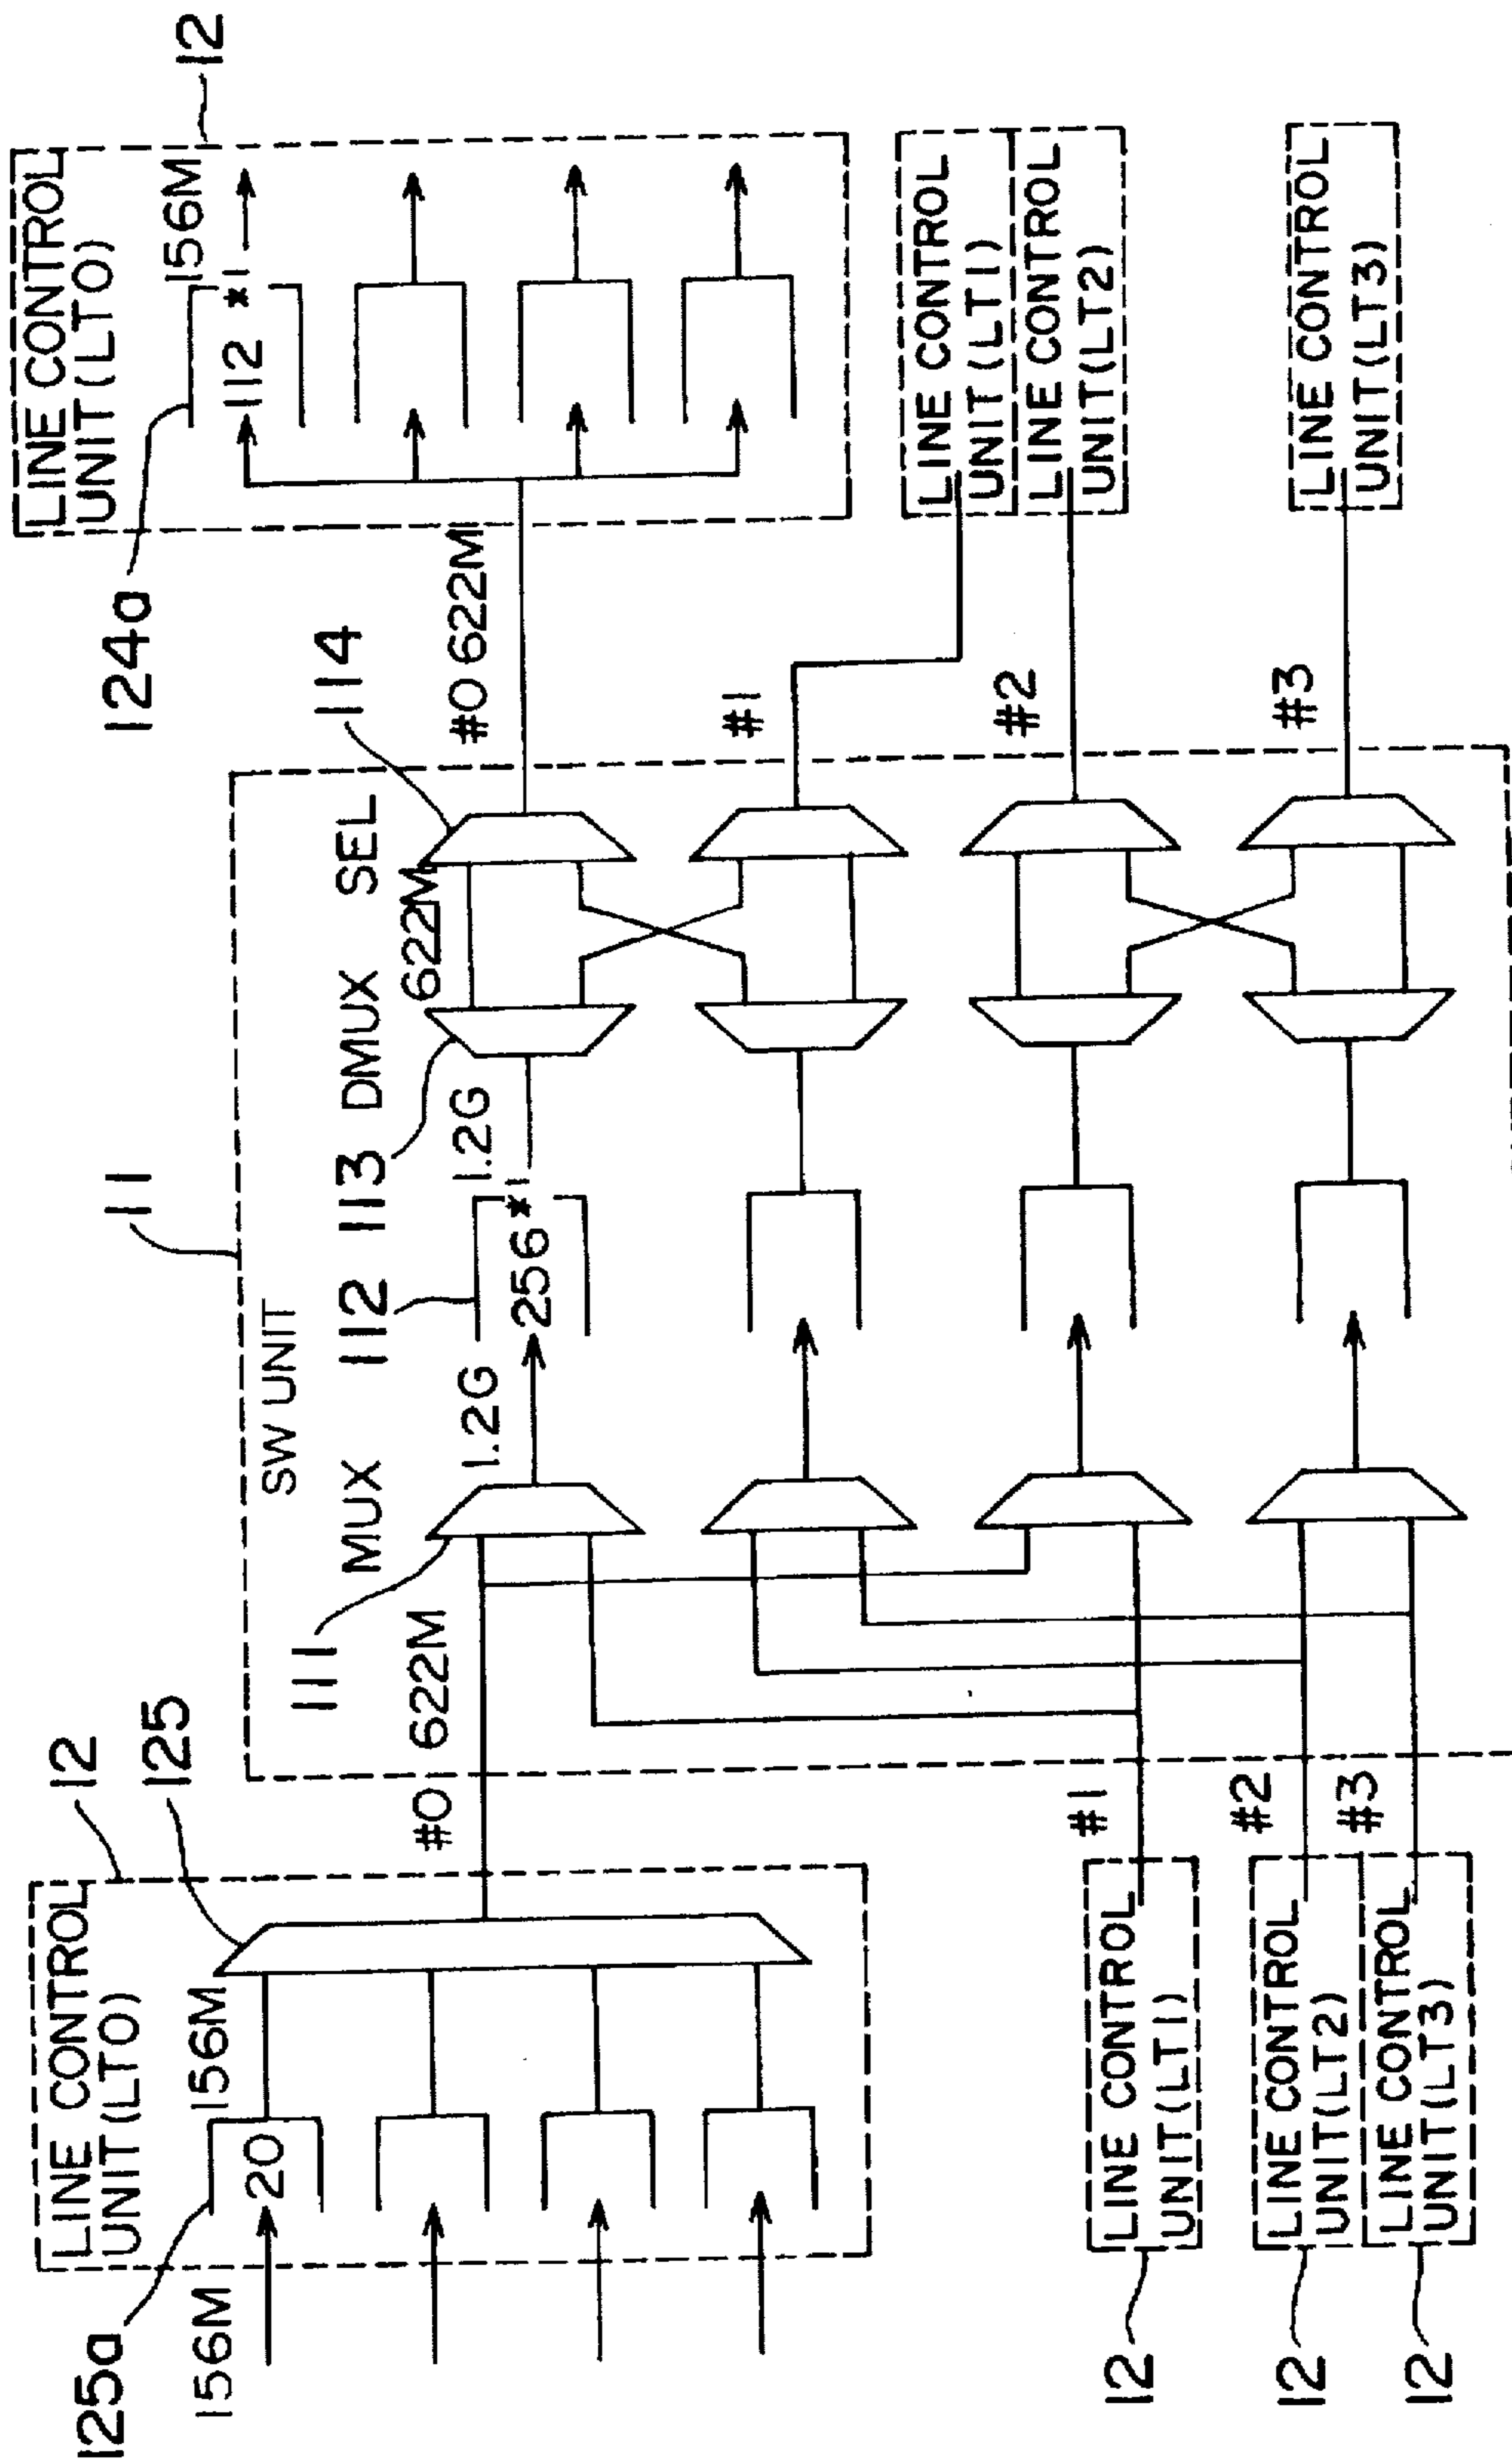 LINE CONTROL
UNIT(LT0)
12
125
125a
156M
20
156M
#0
622M
11
SW UNIT
MUX
111
1.2G
112
256*1
1.2G
113
DMUX
622M
SEL
114
#0 622M
124a
LINE CONTROL
UNIT(LT0)
12
112*1
156M
#1
LINE CONTROL
UNIT(LT1)
#2
LINE CONTROL
UNIT(LT2)
#3
LINE CONTROL
UNIT(LT3)
12
LINE CONTROL
UNIT(LT1)
#1
12
LINE CONTROL
UNIT(LT2)
#2
12
LINE CONTROL
UNIT(LT3)
#3